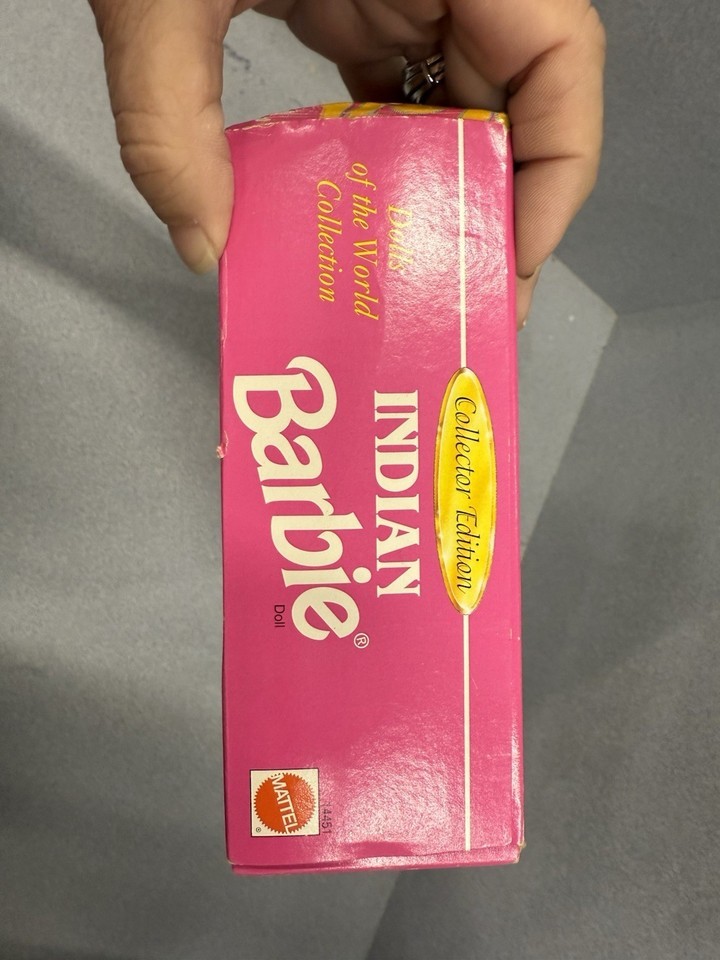 Collector Edition
Dolls
of the World
Collection
INDIAN
Barbie®
Doll
14451
MATTEL
®